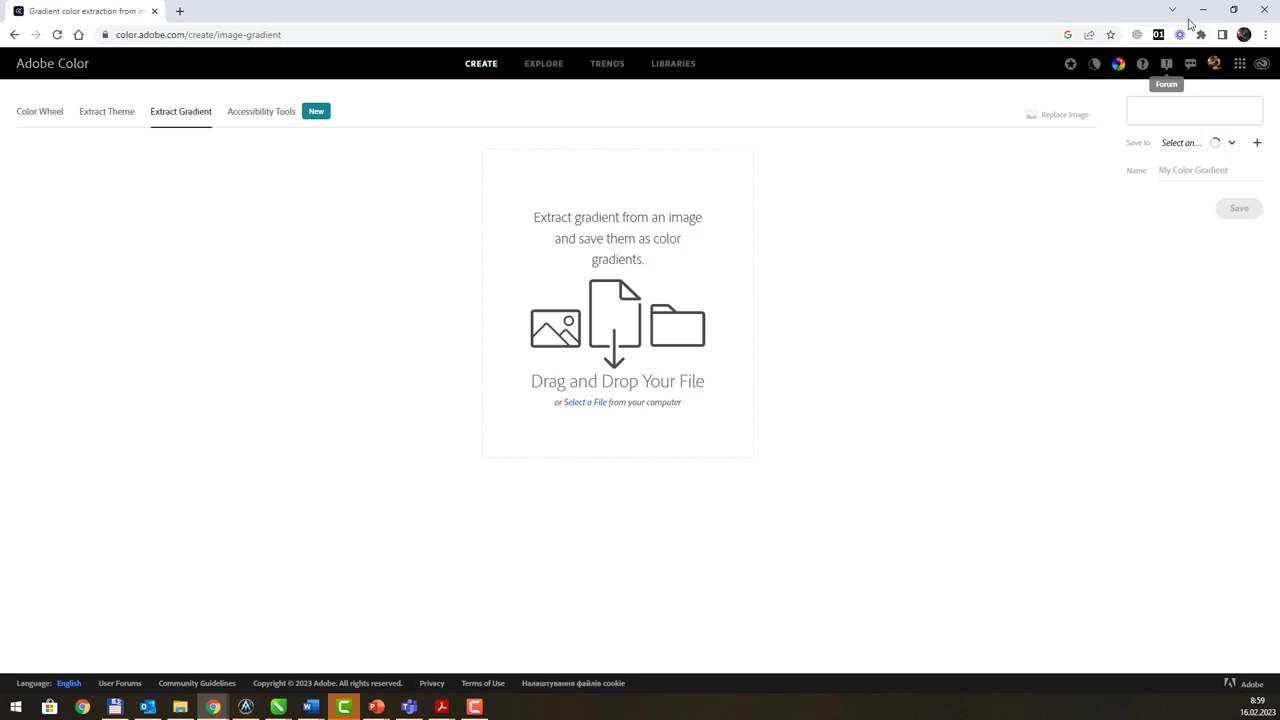 Gradient color extraction from in
color.adobe.com/create/image-gradient
01
Adobe Color
CREATE
EXPLORE
TRENDS
LIBRARIES
Forum
Color Wheel
Extract Theme
Extract Gradient
Accessibility Tools
New
Replace Image
Save to
Select an...
Name
My Color Gradient
Save
Extract gradient from an image
and save them as color
gradients.
Drag and Drop Your File
or Select a File from your computer
Language: English
User Forums
Community Guidelines
Copyright © 2023 Adobe. All rights reserved.
Privacy
Terms of Use
Налаштування файлів cookie
Adobe
8:59
16.02.2023